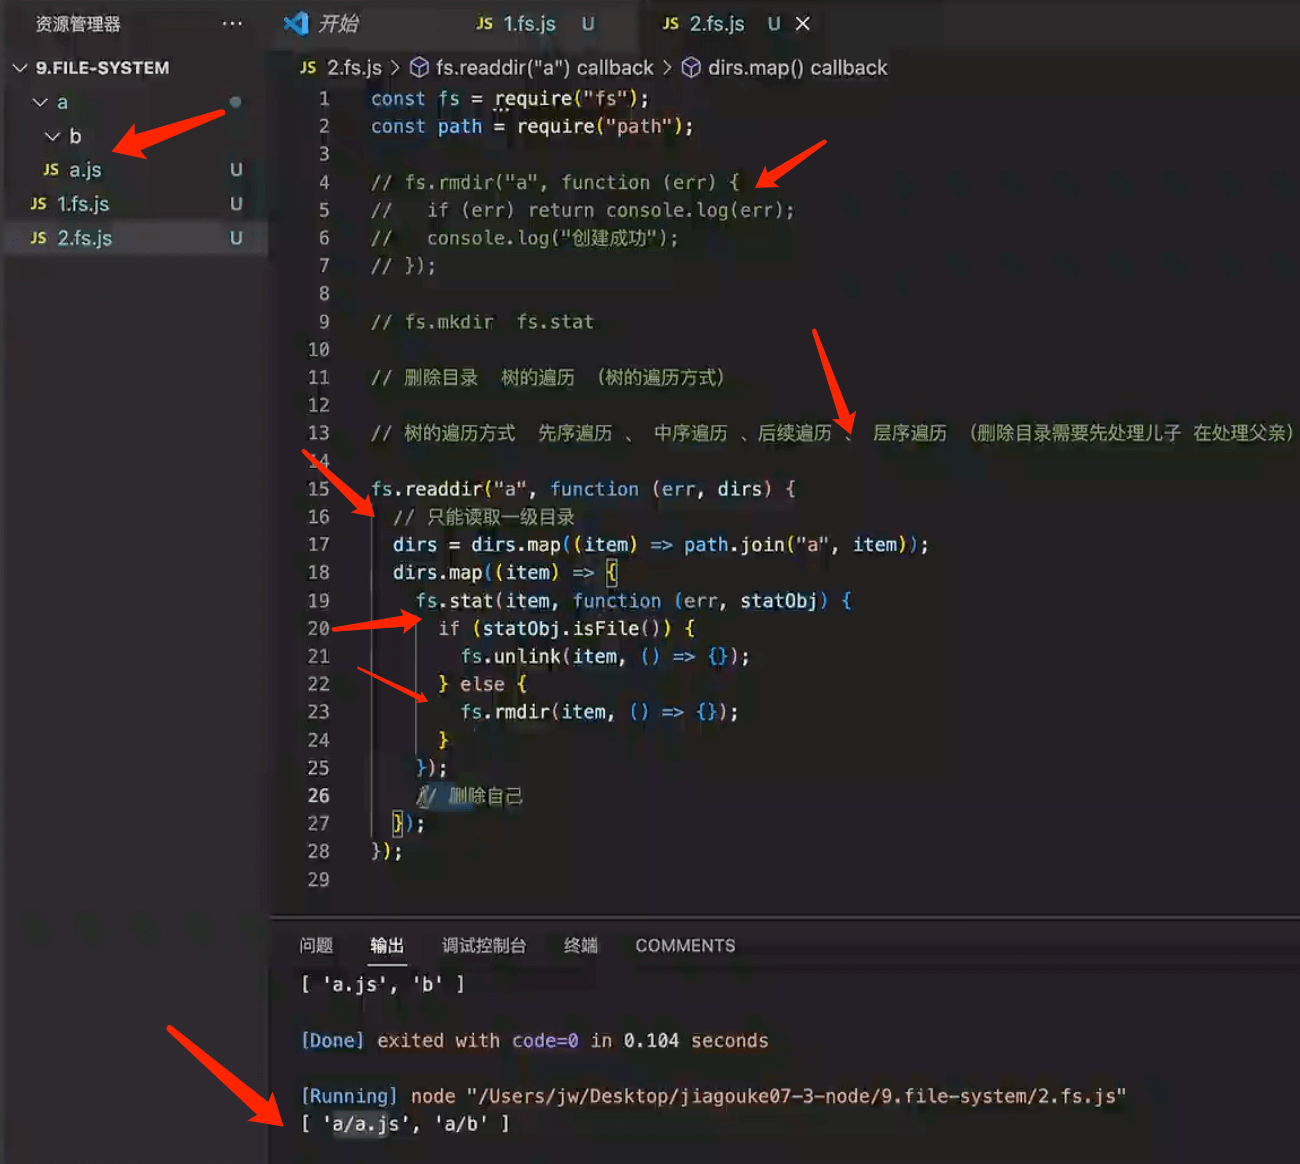 资源管理器 ···
9.FILE-SYSTEM
a
b
JS a.js U
JS 1.fs.js U
JS 2.fs.js U
开始 JS 1.fs.js U JS 2.fs.js U
JS 2.fs.js > fs.readdir("a") callback > dirs.map() callback
1 const fs = require("fs");
2 const path = require("path");
3
4 // fs.rmdir("a", function (err) {
5 //   if (err) return console.log(err);
6 //   console.log("创建成功");
7 // });
8
9 // fs.mkdir  fs.stat
10
11 // 删除目录  树的遍历 （树的遍历方式）
12
13 // 树的遍历方式  先序遍历 、 中序遍历 、后续遍历 、 层序遍历 （删除目录需要先处理儿子 在处理父亲）
14
15 fs.readdir("a", function (err, dirs) {
16   // 只能读取一级目录
17   dirs = dirs.map((item) => path.join("a", item));
18   dirs.map((item) => {
19     fs.stat(item, function (err, statObj) {
20       if (statObj.isFile()) {
21         fs.unlink(item, () => {});
22       } else {
23         fs.rmdir(item, () => {});
24       }
25     });
26     // 删除自己
27   });
28 });
29
问题 输出 调试控制台 终端 COMMENTS
[ 'a.js', 'b' ]
[Done] exited with code=0 in 0.104 seconds
[Running] node "/Users/jw/Desktop/jiagouke07-3-node/9.file-system/2.fs.js"
[ 'a/a.js', 'a/b' ]